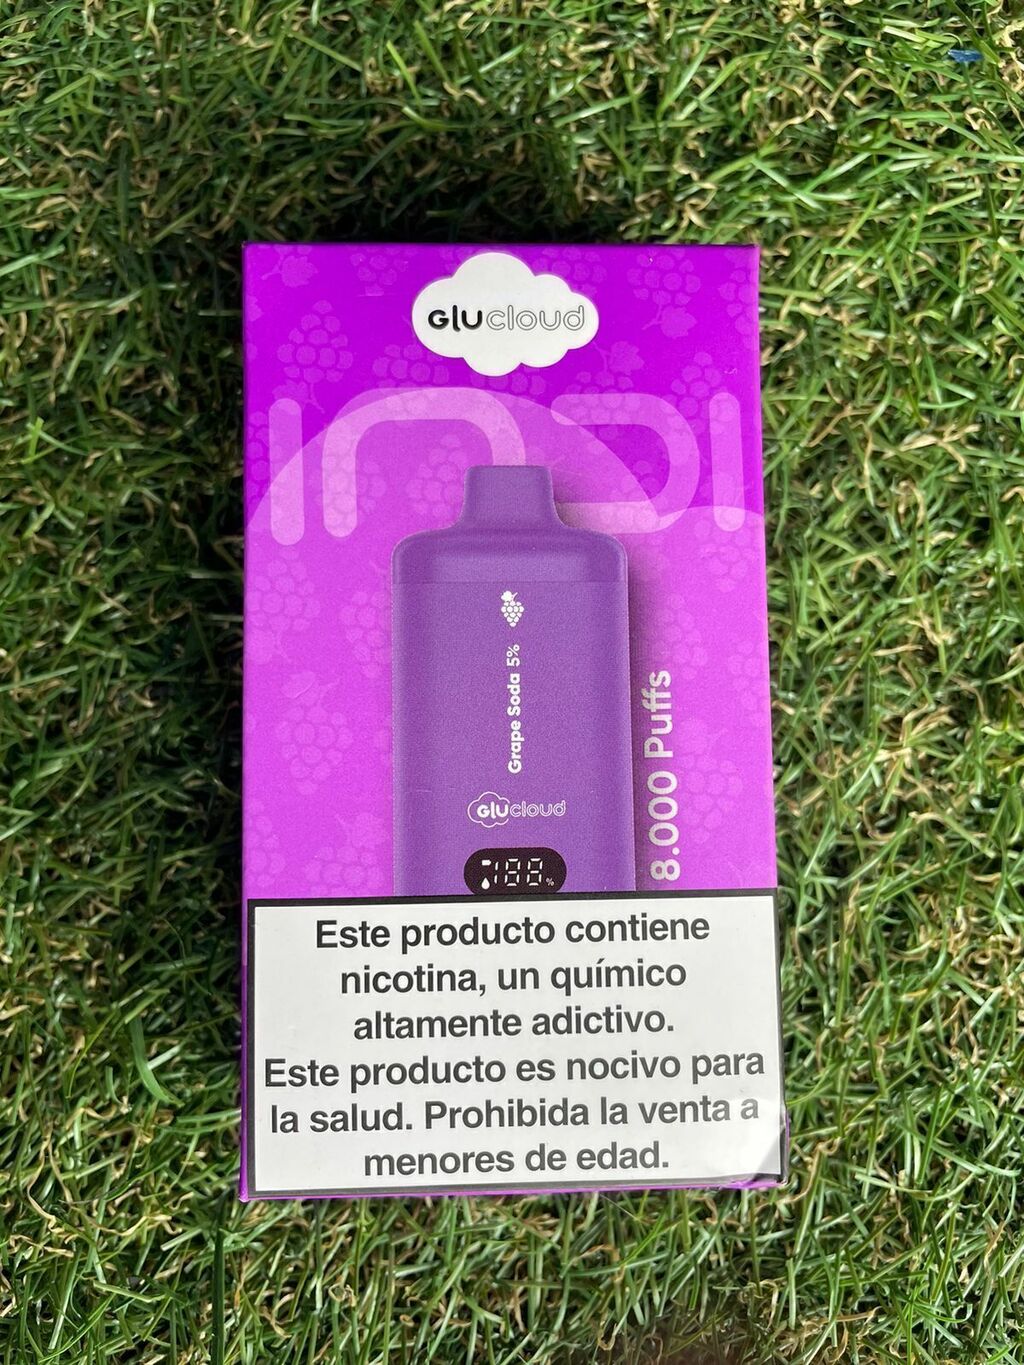 Glucloud
INDI
Grape Soda 5%
Glucloud
188%
8.000 Puffs
Este producto contiene
nicotina, un químico
altamente adictivo.
Este producto es nocivo para
la salud. Prohibida la venta a
menores de edad.